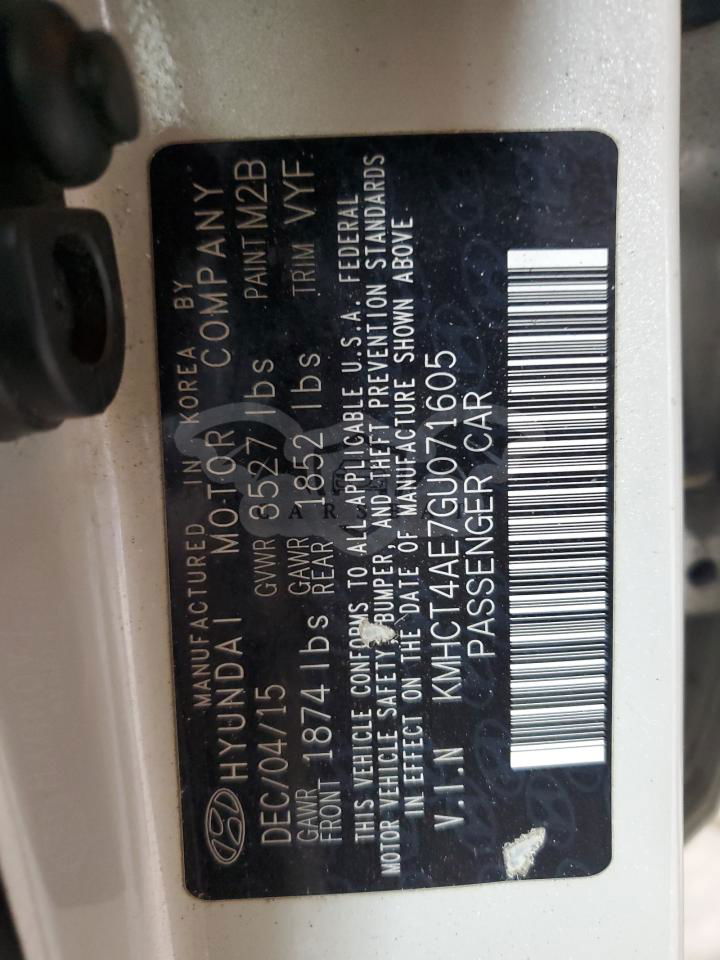 MANUFACTURED IN KOREA BY
HYUNDAI MOTOR COMPANY
DEC/04/15 GVWR 3527 lbs PAINT M2B
GAWR FRONT 1874 lbs GAWR REAR 1852 lbs TRIM VYF
THIS VEHICLE CONFORMS TO ALL APPLICABLE U.S.A. FEDERAL
MOTOR VEHICLE SAFETY, BUMPER, AND THEFT PREVENTION STANDARDS
IN EFFECT ON THE DATE OF MANUFACTURE SHOWN ABOVE
V.I.N KMHCT4AE7GU071605
PASSENGER CAR